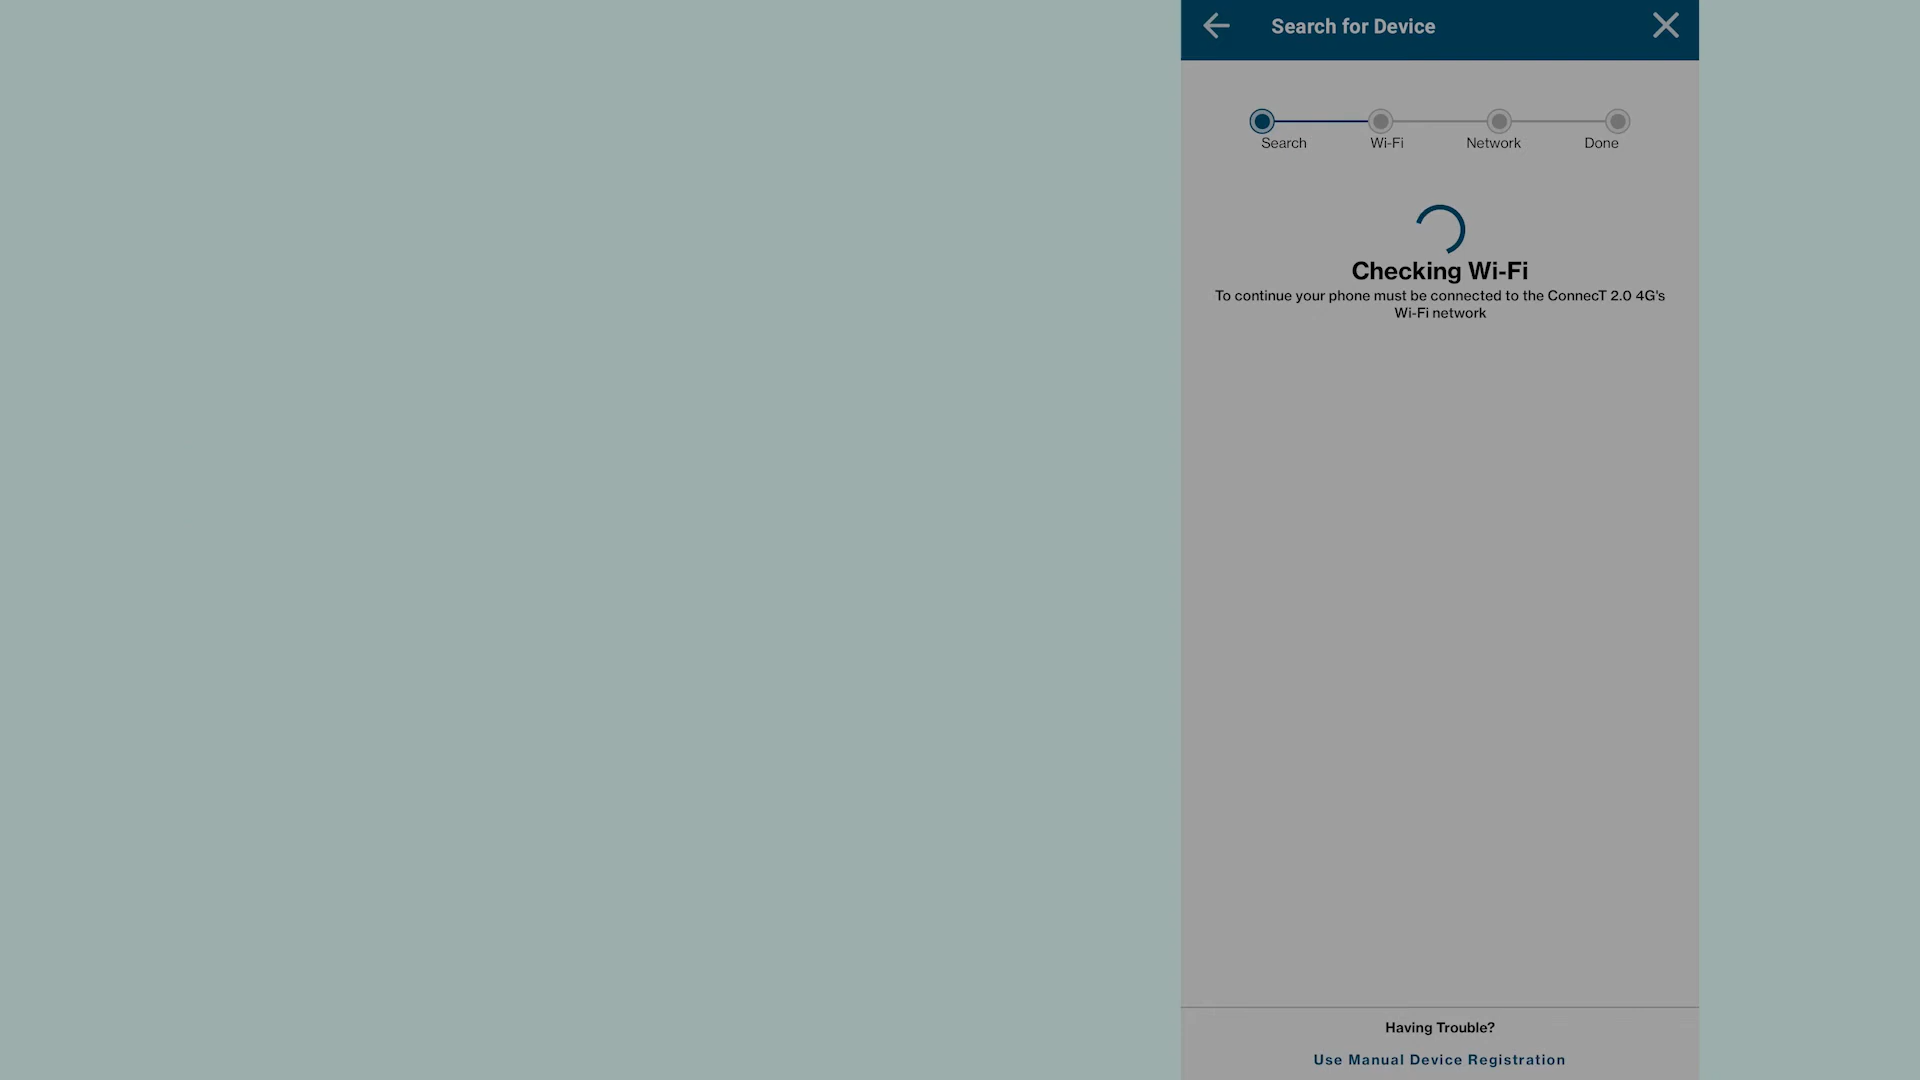 Search for Device
Search
Wi-Fi
Network
Done
Checking Wi-Fi
To continue your phone must be connected to the ConnecT 2.0 4G's
Wi-Fi network
Having Trouble?
Use Manual Device Registration